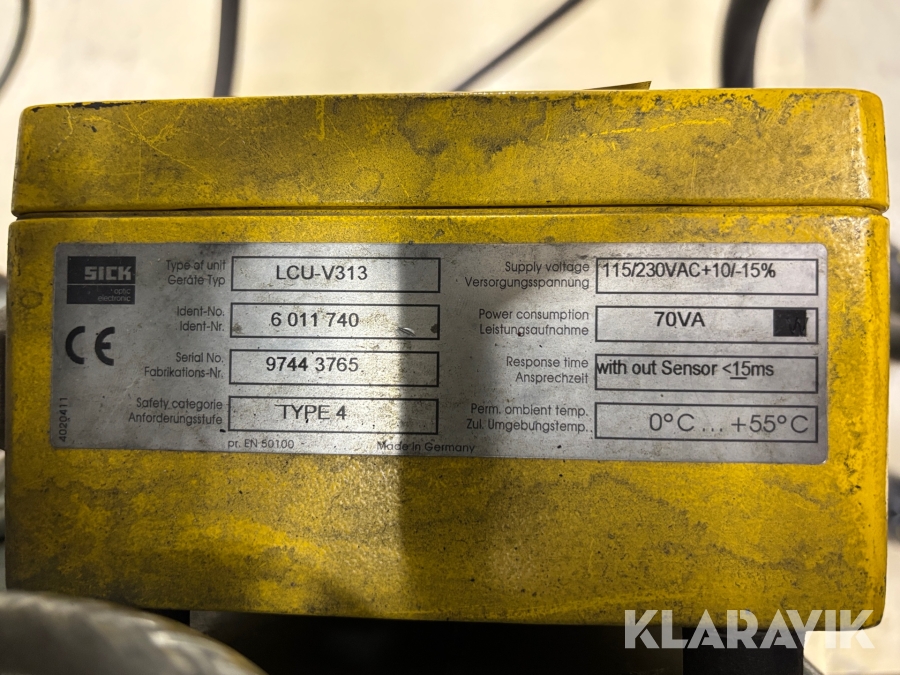 SICK
optic
electronic
Type of unit
Geräte Typ
LCU-V313
Ident-No.
Ident-Nr.
6 011 740
Serial No.
Fabrikations-Nr.
9744 3765
Safety categorie
Anforderungsstufe
TYPE 4
pr. EN 50100
Made in Germany
4020411
CE
Supply voltage
Versorgungsspannung
115/230VAC+10/-15%
Power consumption
Leistungsaufnahme
70VA
Response time
Ansprechzeit
with out Sensor <15ms
Perm. ambient temp.
Zul. Umgebungstemp.
0°C ... +55°C
KLARAVIK